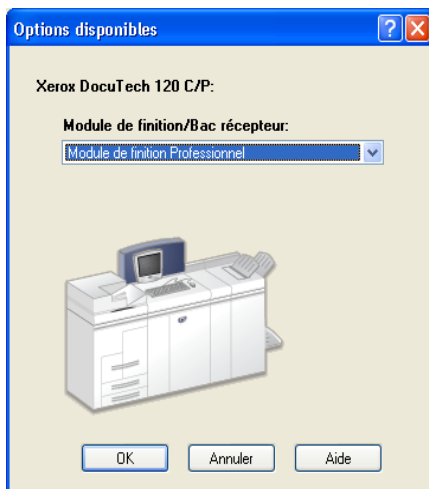 Options disponibles
Xerox DocuTech 120 C/P:
Module de finition/Bac récepteur:
Module de finition Professionnel
OK Annuler Aide